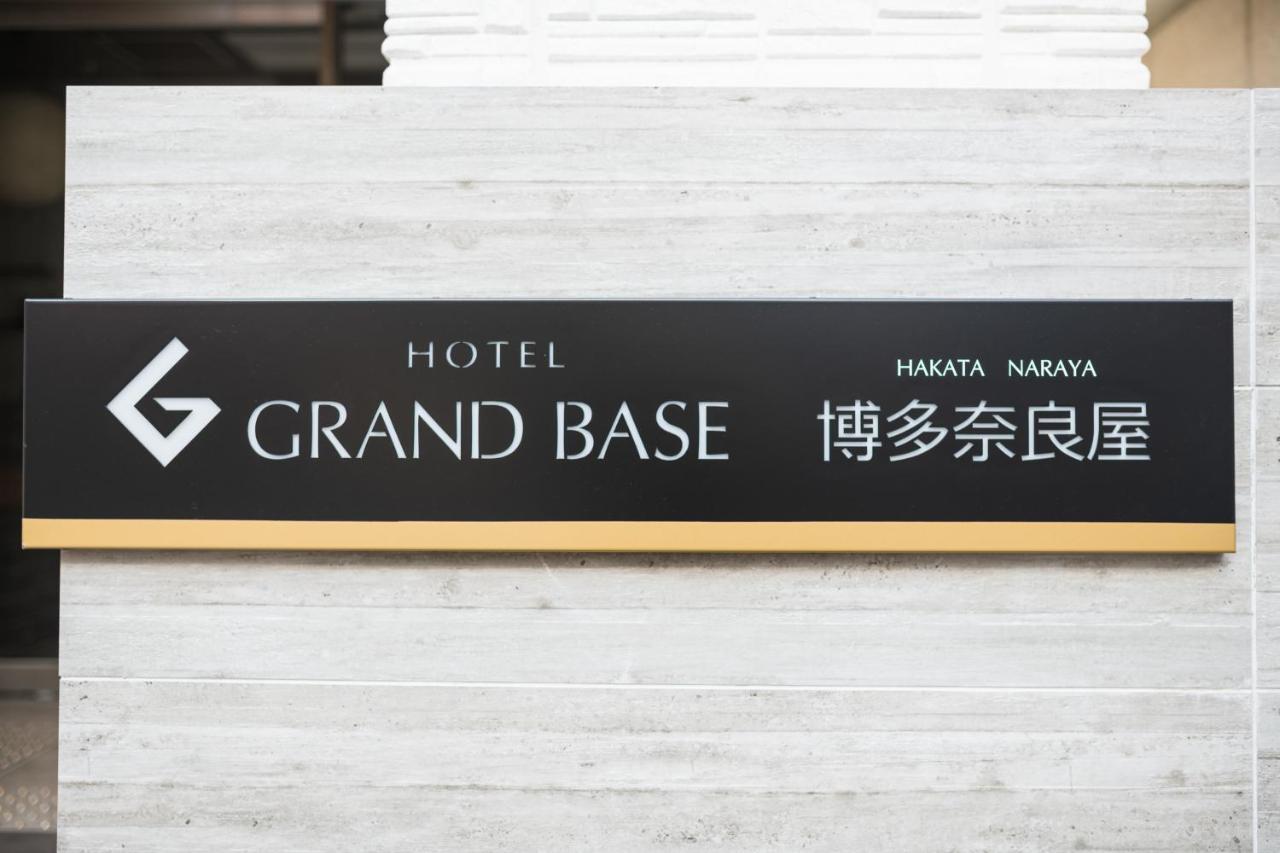 HOTEL
GRAND BASE
HAKATA NARAYA
博多奈良屋